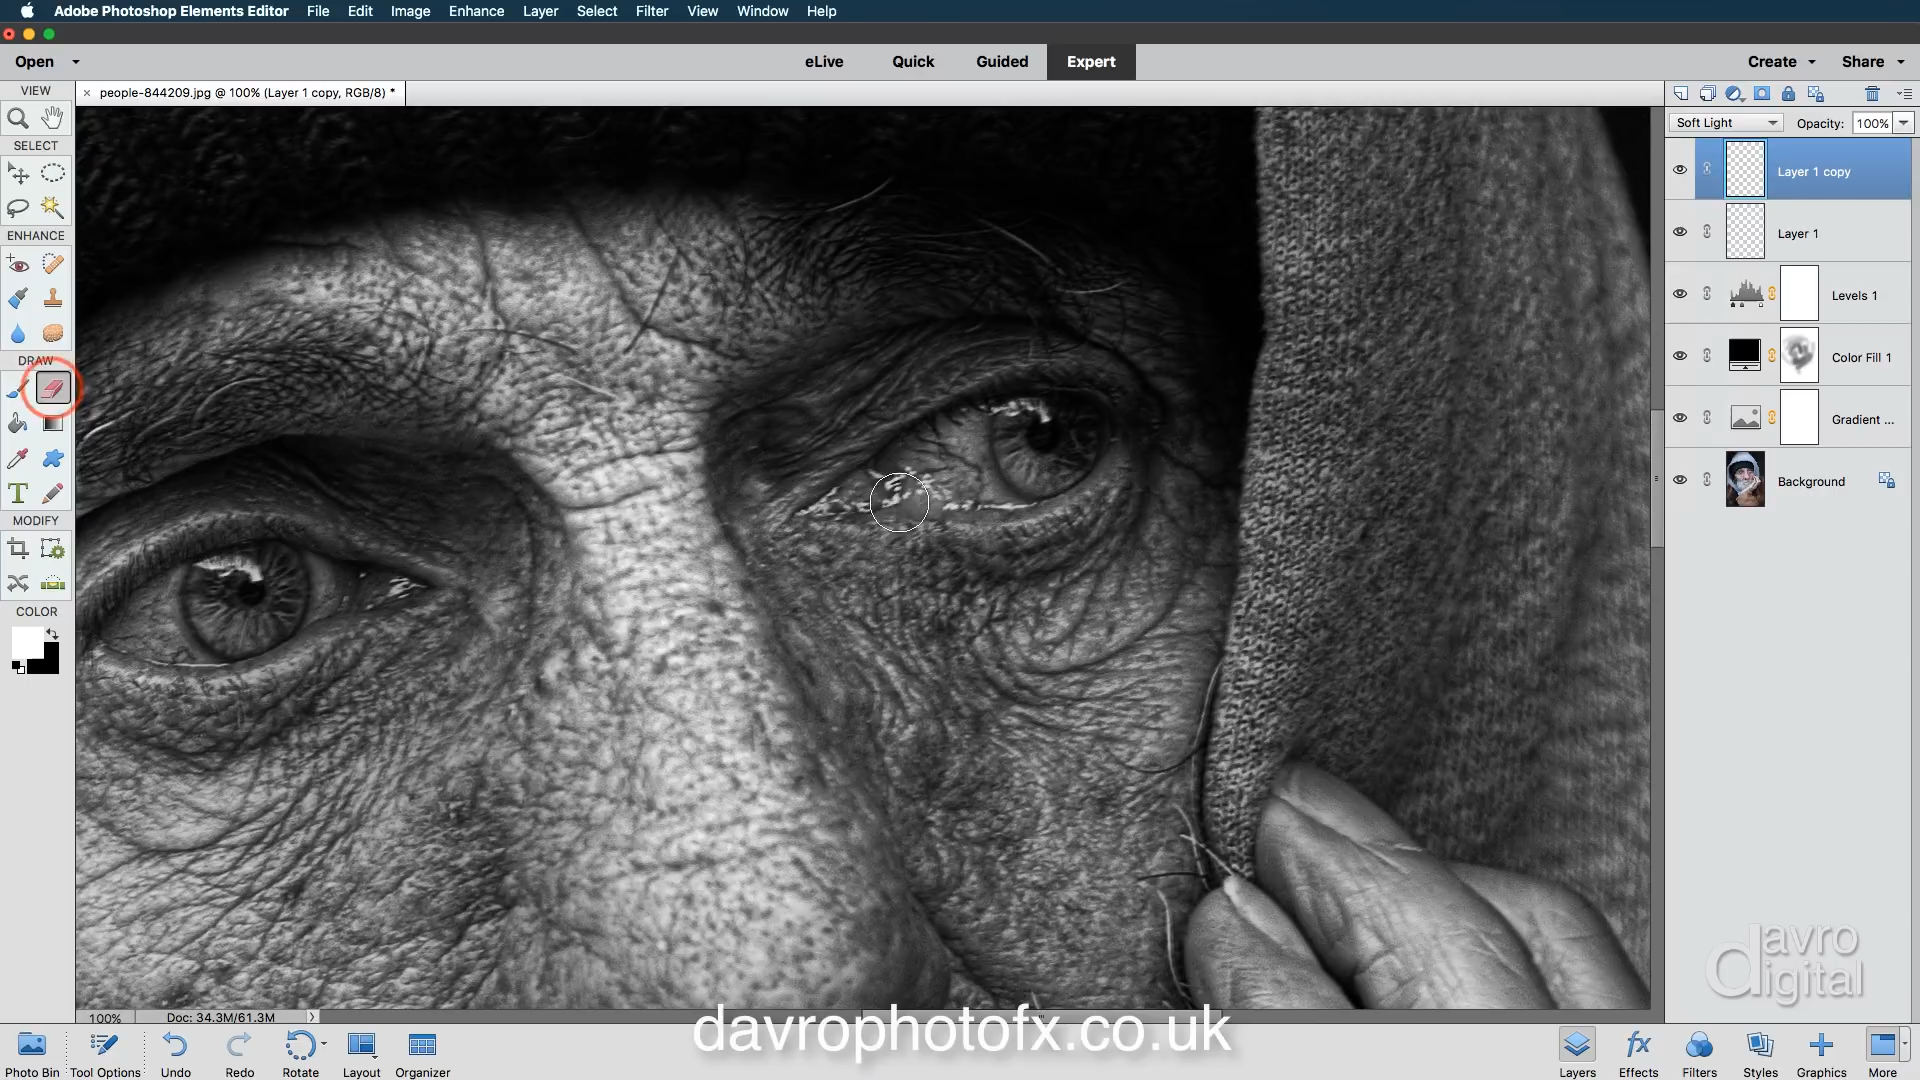 Adobe Photoshop Elements Editor File Edit Image Enhance Layer Select Filter View Window Help
Open eLive Quick Guided Expert Create Share
VIEW
× people-844209.jpg @ 100% (Layer 1 copy, RGB/8) *
Soft Light Opacity: 100%
SELECT
Layer 1 copy
Layer 1
ENHANCE
Levels 1
DRAW
Color Fill 1
Gradient ...
Background
T
MODIFY
COLOR
davro
digital
100% Doc: 34.3M/61.3M
davrophotofx.co.uk
Photo Bin Tool Options Undo Redo Rotate Layout Organizer
fx
Layers Effects Filters Styles Graphics More